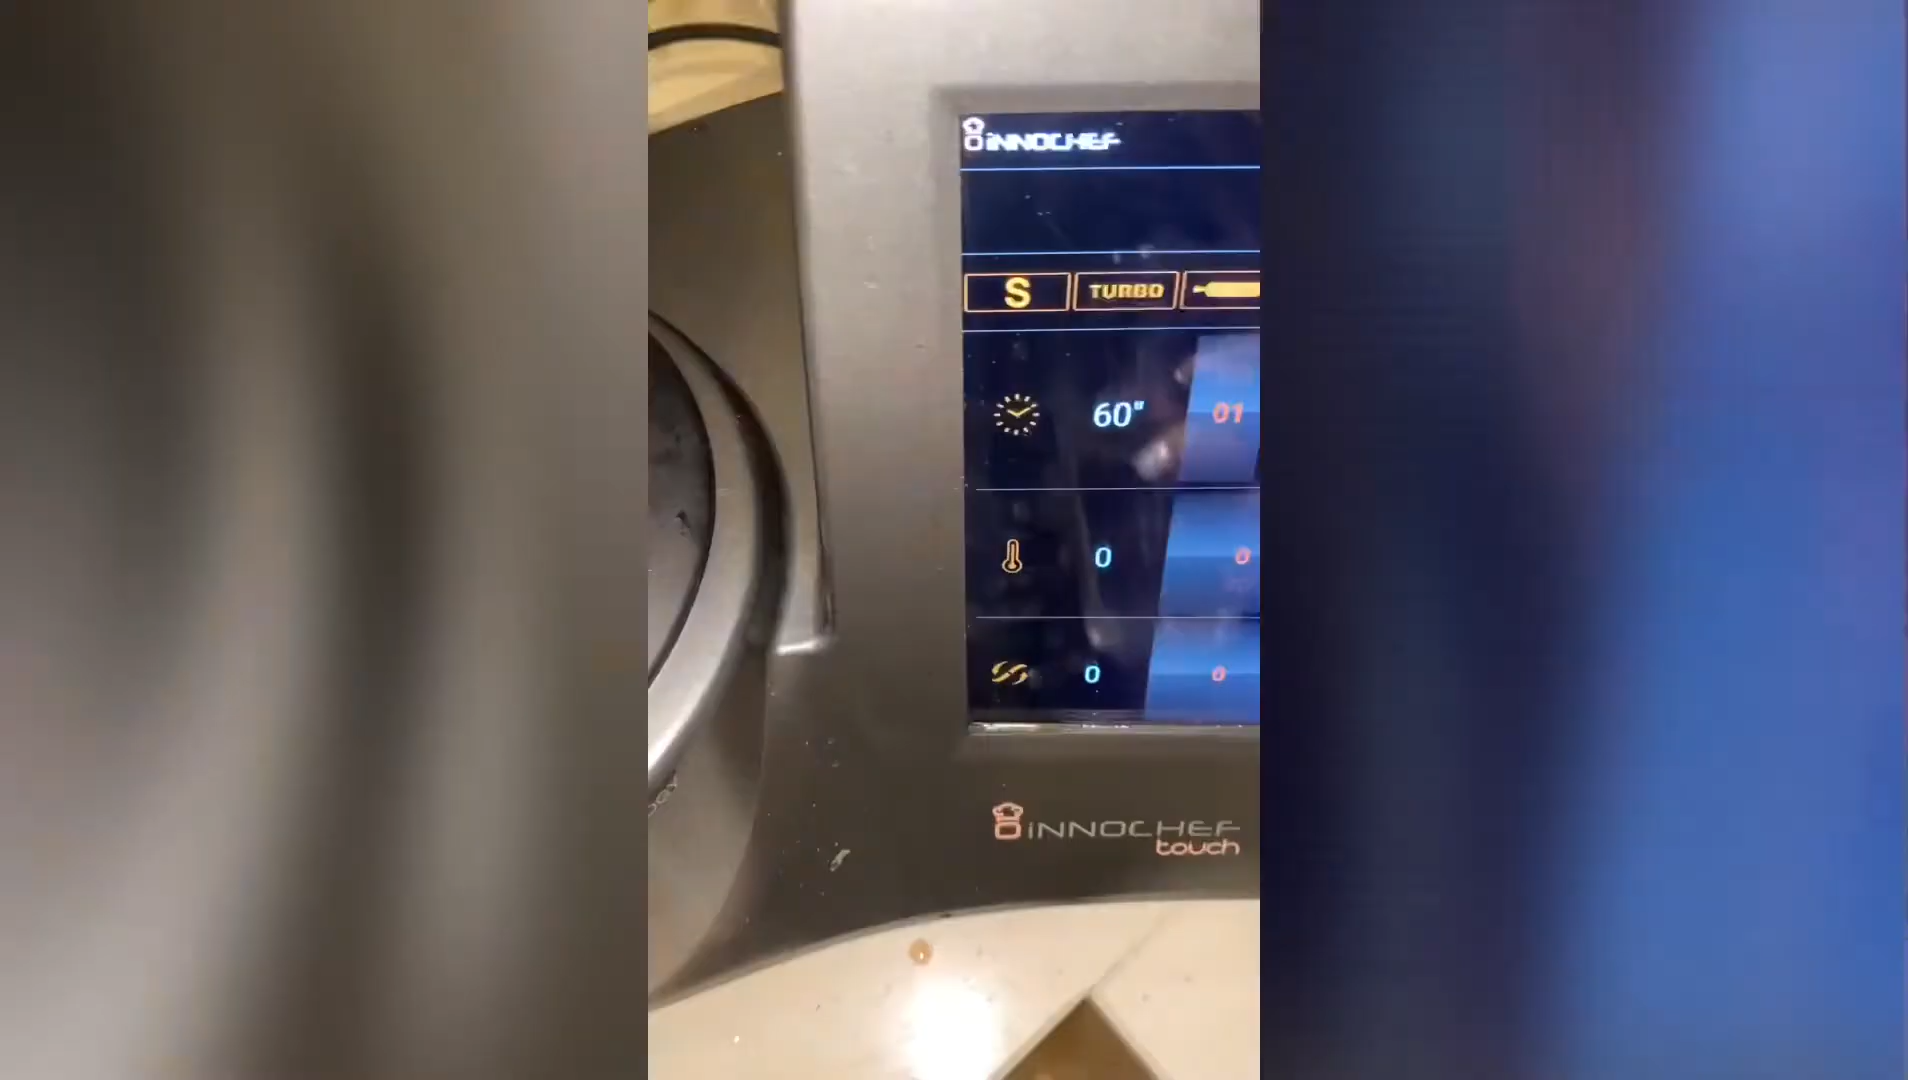 iNNOCHEF
S TURBO
60" 01
0 0
0 0
iNNOCHEF
touch